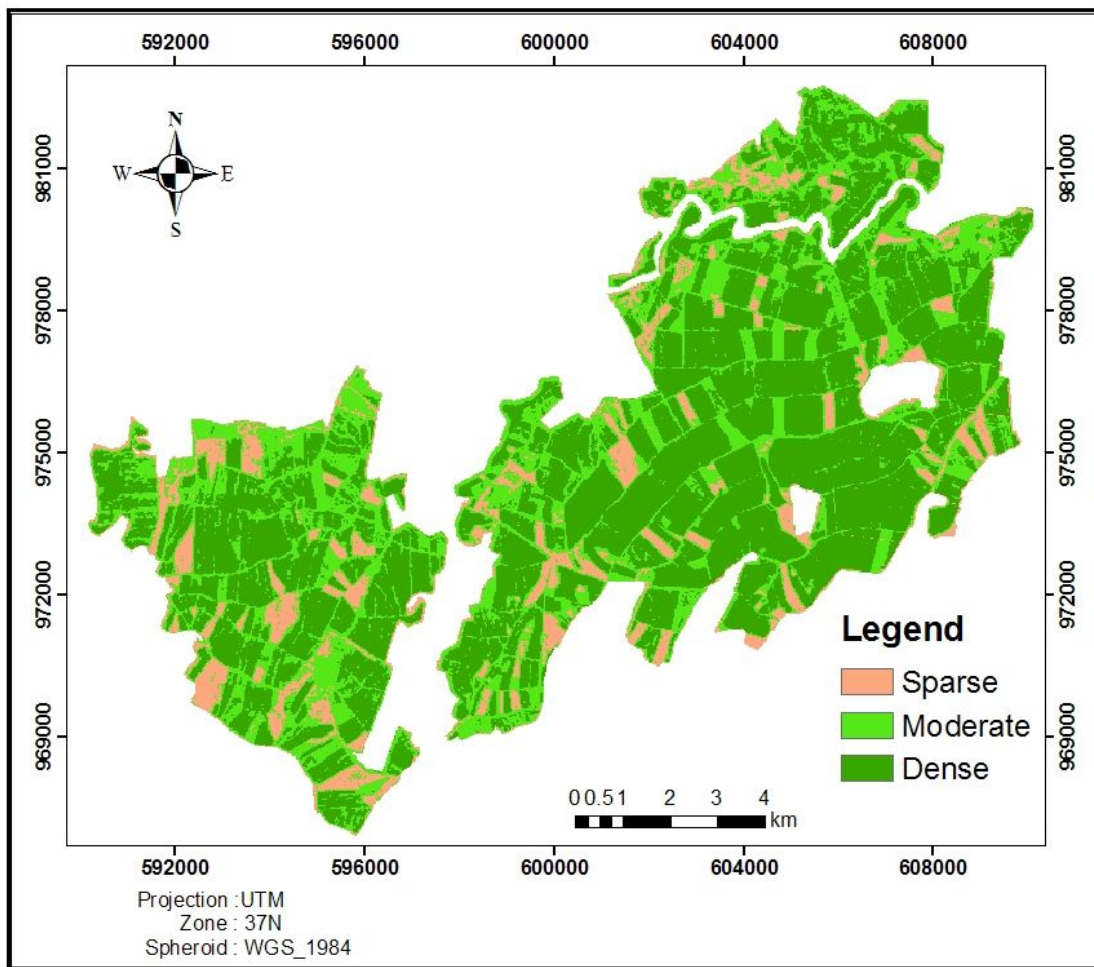 592000 596000 600000 604000 608000
N
W E
S
981000 981000
978000 978000
975000 975000
972000 972000
969000 969000
Legend
Sparse
Moderate
Dense
0 0.5 1 2 3 4
km
592000 596000 600000 604000 608000
Projection :UTM
Zone : 37N
Spheroid : WGS_1984